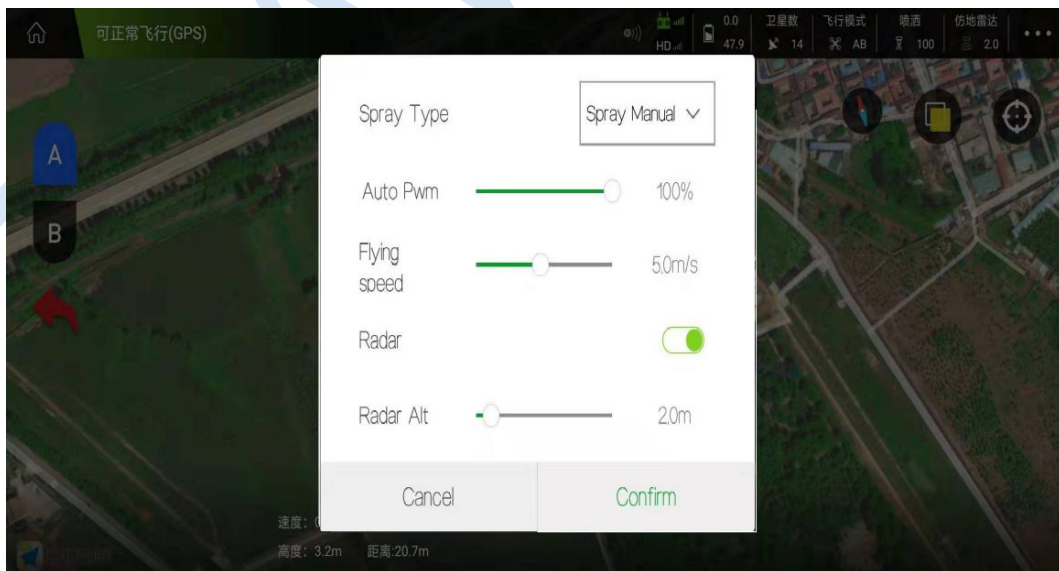 可正常飞行(GPS)
HD
0.0
47.9
卫星数
14
飞行模式
AB
喷洒
100
仿地雷达
2.0
A
B
Spray Type
Spray Manual
Auto Pwm
100%
Flying
speed
5.0m/s
Radar
Radar Alt
2.0m
Cancel
Confirm
速度:
高度: 3.2m 距离:20.7m